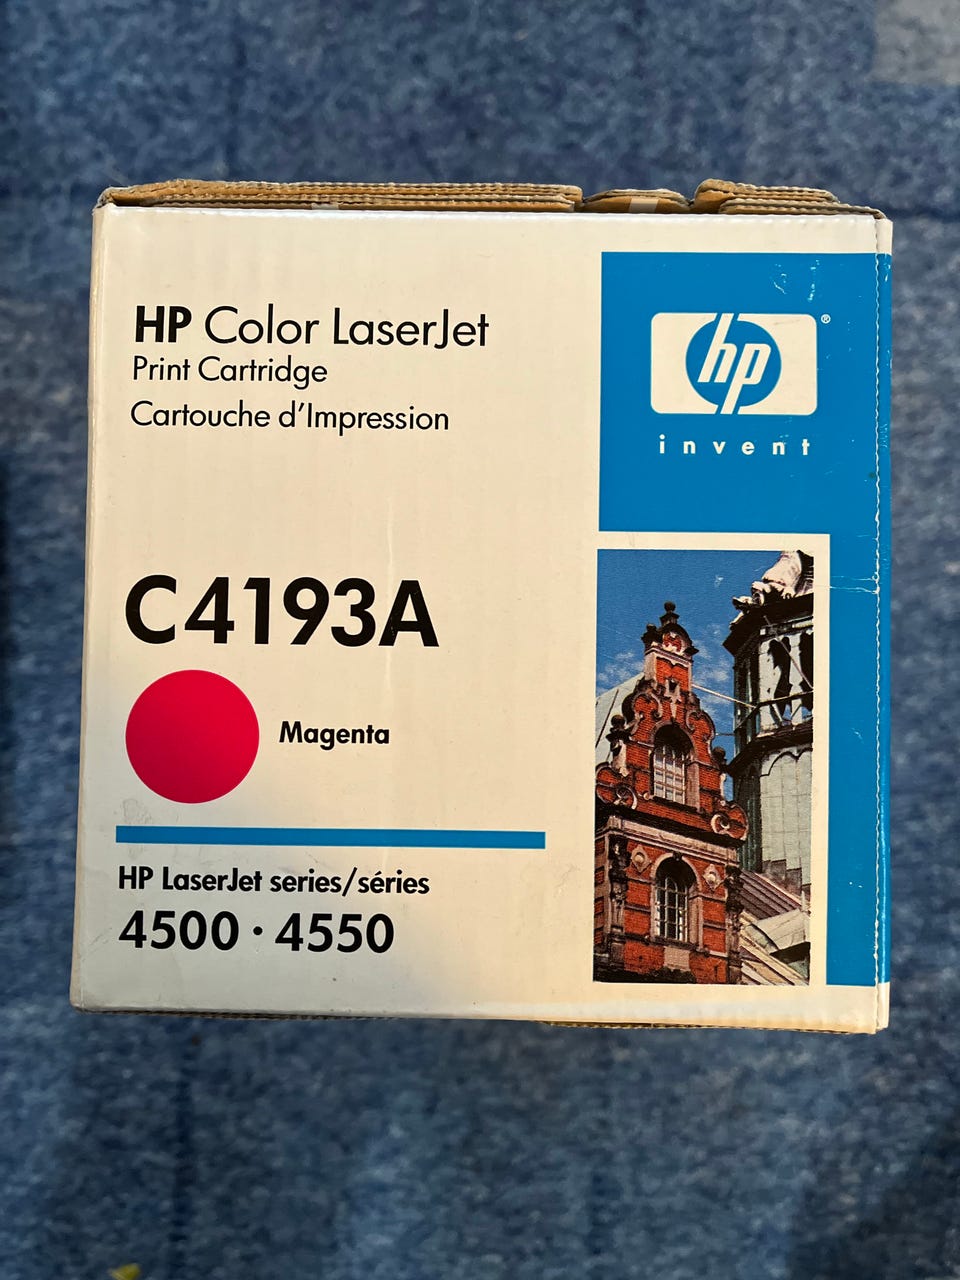 HP Color LaserJet
Print Cartridge
Cartouche d'Impression
hp®
invent
C4193A
Magenta
HP LaserJet series/séries
4500 · 4550